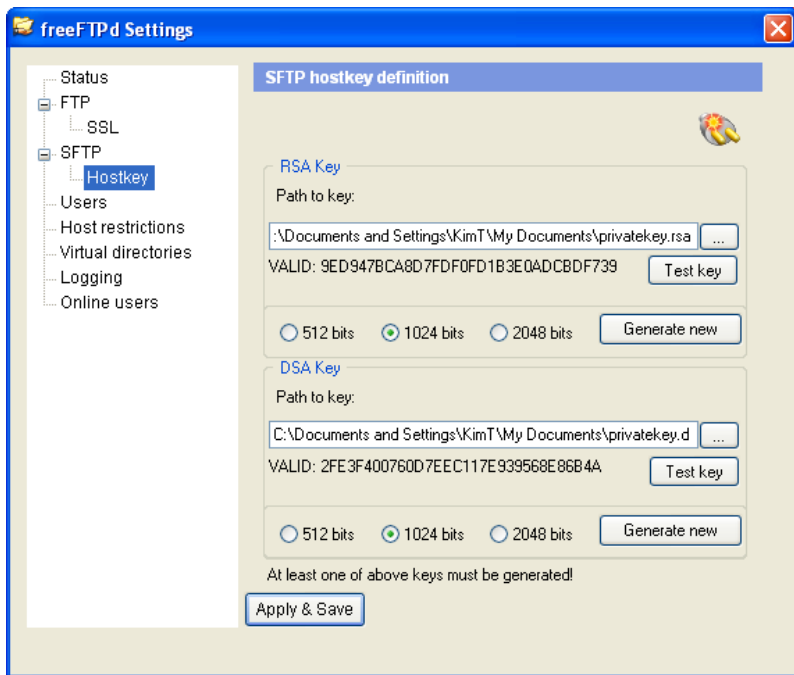 freeFTPd Settings
Status
FTP
SSL
SFTP
Hostkey
Users
Host restrictions
Virtual directories
Logging
Online users
SFTP hostkey definition
RSA Key
Path to key:
:\Documents and Settings\KimT\My Documents\privatekey.rsa ...
VALID: 9ED947BCA8D7FDF0FD1B3E0ADCBDF739 Test key
512 bits 1024 bits 2048 bits Generate new
DSA Key
Path to key:
C:\Documents and Settings\KimT\My Documents\privatekey.d ...
VALID: 2FE3F400760D7EEC117E939568E86B4A Test key
512 bits 1024 bits 2048 bits Generate new
At least one of above keys must be generated!
Apply & Save